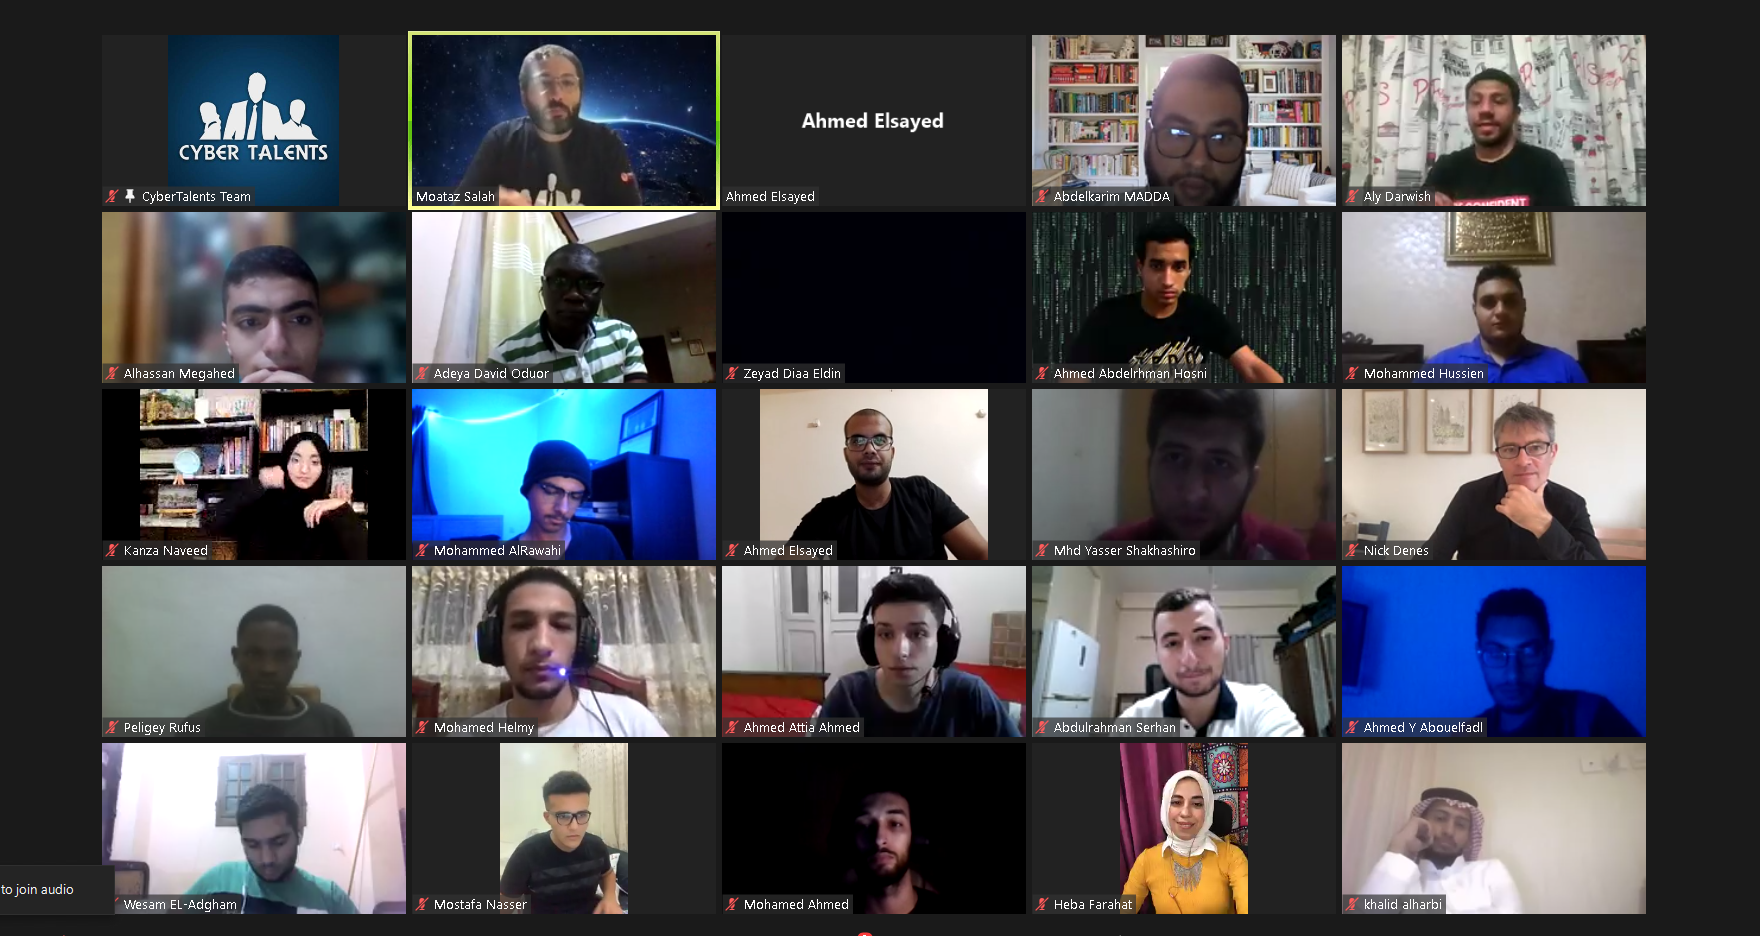 CYBER TALENTS
CyberTalents Team
Moataz Salah
Ahmed Elsayed
Ahmed Elsayed
Abdelkarim MADDA
Aly Darwish
Alhassan Megahed
Adeya David Oduor
Zeyad Diaa Eldin
Ahmed Abdelrhman Hosni
Mohammed Hussien
Kanza Naveed
Mohammed AlRawahi
Ahmed Elsayed
Mhd Yasser Shakhashiro
Nick Denes
Peligey Rufus
Mohamed Helmy
Ahmed Attia Ahmed
Abdulrahman Serhan
Ahmed Y Abouelfadl
to join audio
Wesam EL-Adgham
Mostafa Nasser
Mohamed Ahmed
Heba Farahat
khalid alharbi